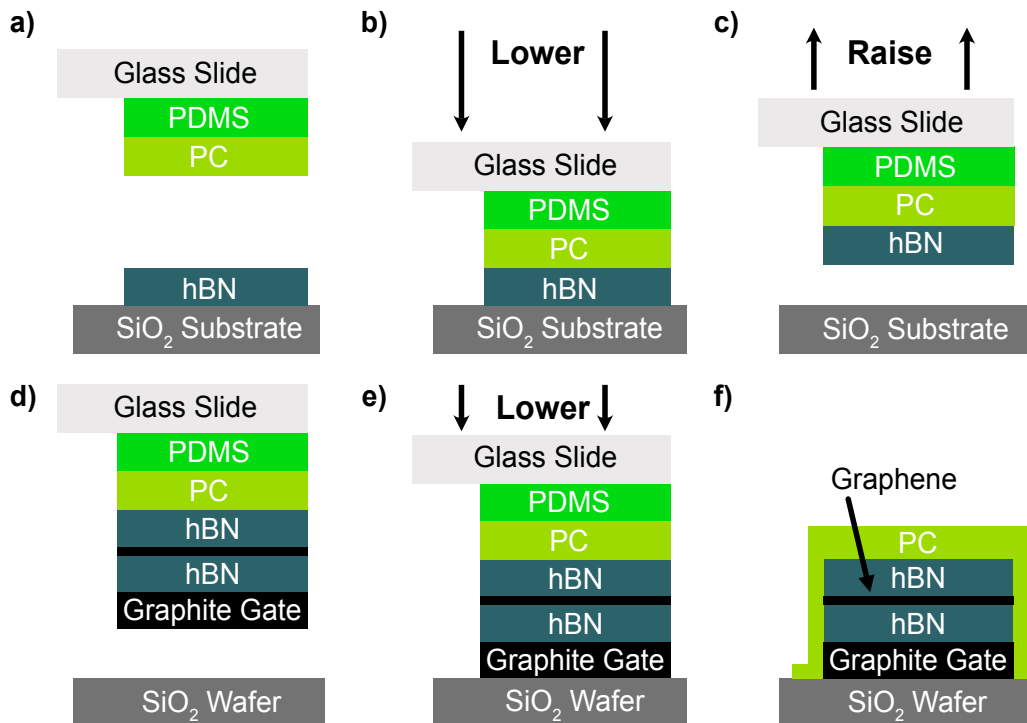 a)
Glass Slide
PDMS
PC
hBN
SiO₂ Substrate
b)
Lower
Glass Slide
PDMS
PC
hBN
SiO₂ Substrate
c)
Raise
Glass Slide
PDMS
PC
hBN
SiO₂ Substrate
d)
Glass Slide
PDMS
PC
hBN
hBN
Graphite Gate
SiO₂ Wafer
e)
Lower
Glass Slide
PDMS
PC
hBN
hBN
Graphite Gate
SiO₂ Wafer
f)
Graphene
PC
hBN
hBN
Graphite Gate
SiO₂ Wafer